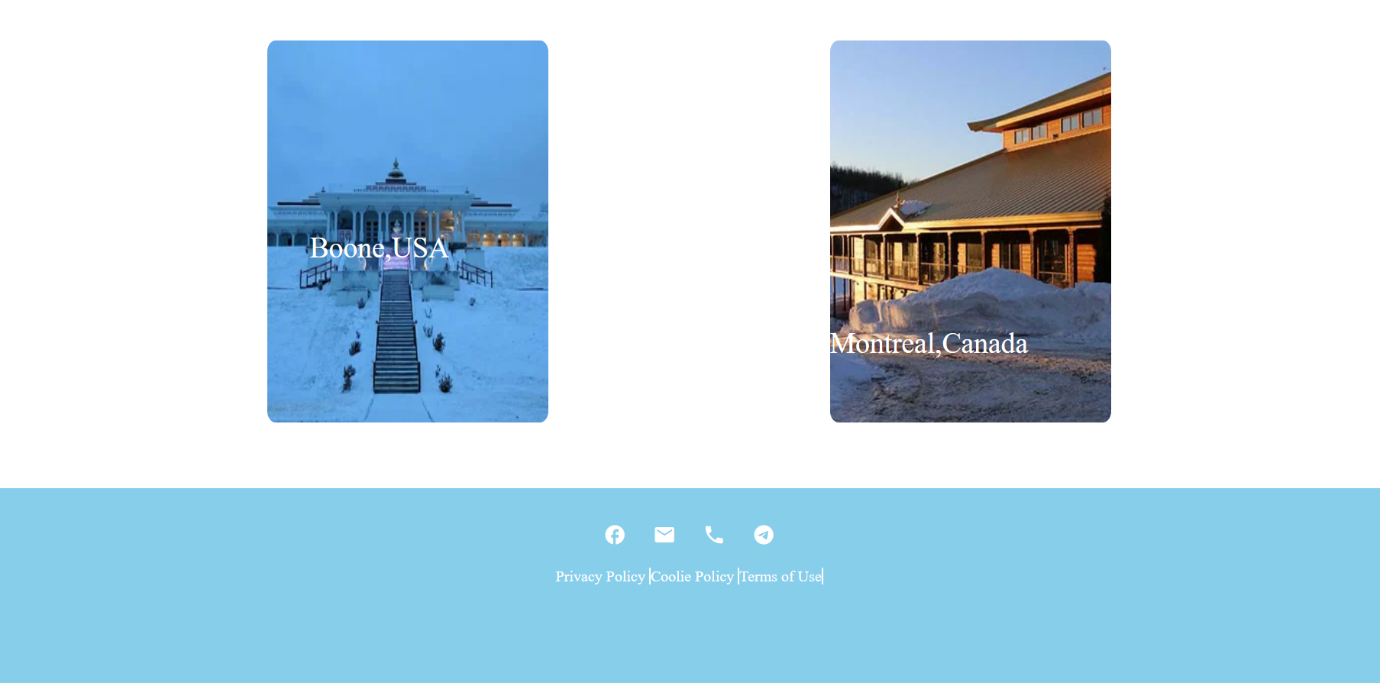 Boone,USA
Montreal,Canada
Privacy Policy |Coolie Policy |Terms of Use|